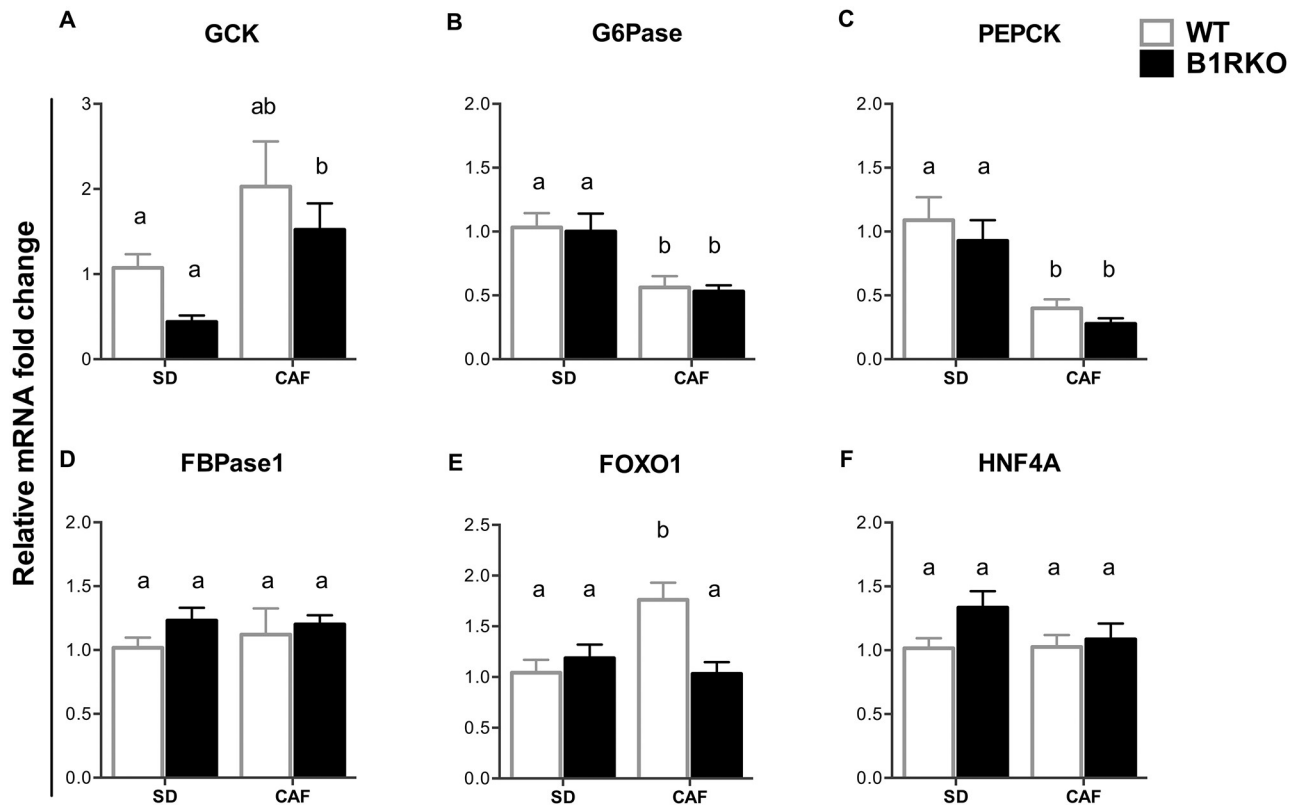 A
GCK
B
G6Pase
C
PEPCK
WT
B1RKO
Relative mRNA fold change
3
2
1
0
a
a
ab
b
SD
CAF
2.0
1.5
1.0
0.5
0.0
a
a
b
b
SD
CAF
2.0
1.5
1.0
0.5
0.0
a
a
b
b
SD
CAF
D
FBPase1
E
FOXO1
F
HNF4A
2.0
1.5
1.0
0.5
0.0
a
a
a
a
SD
CAF
2.5
2.0
1.5
1.0
0.5
0.0
a
a
b
a
SD
CAF
2.0
1.5
1.0
0.5
0.0
a
a
a
a
SD
CAF